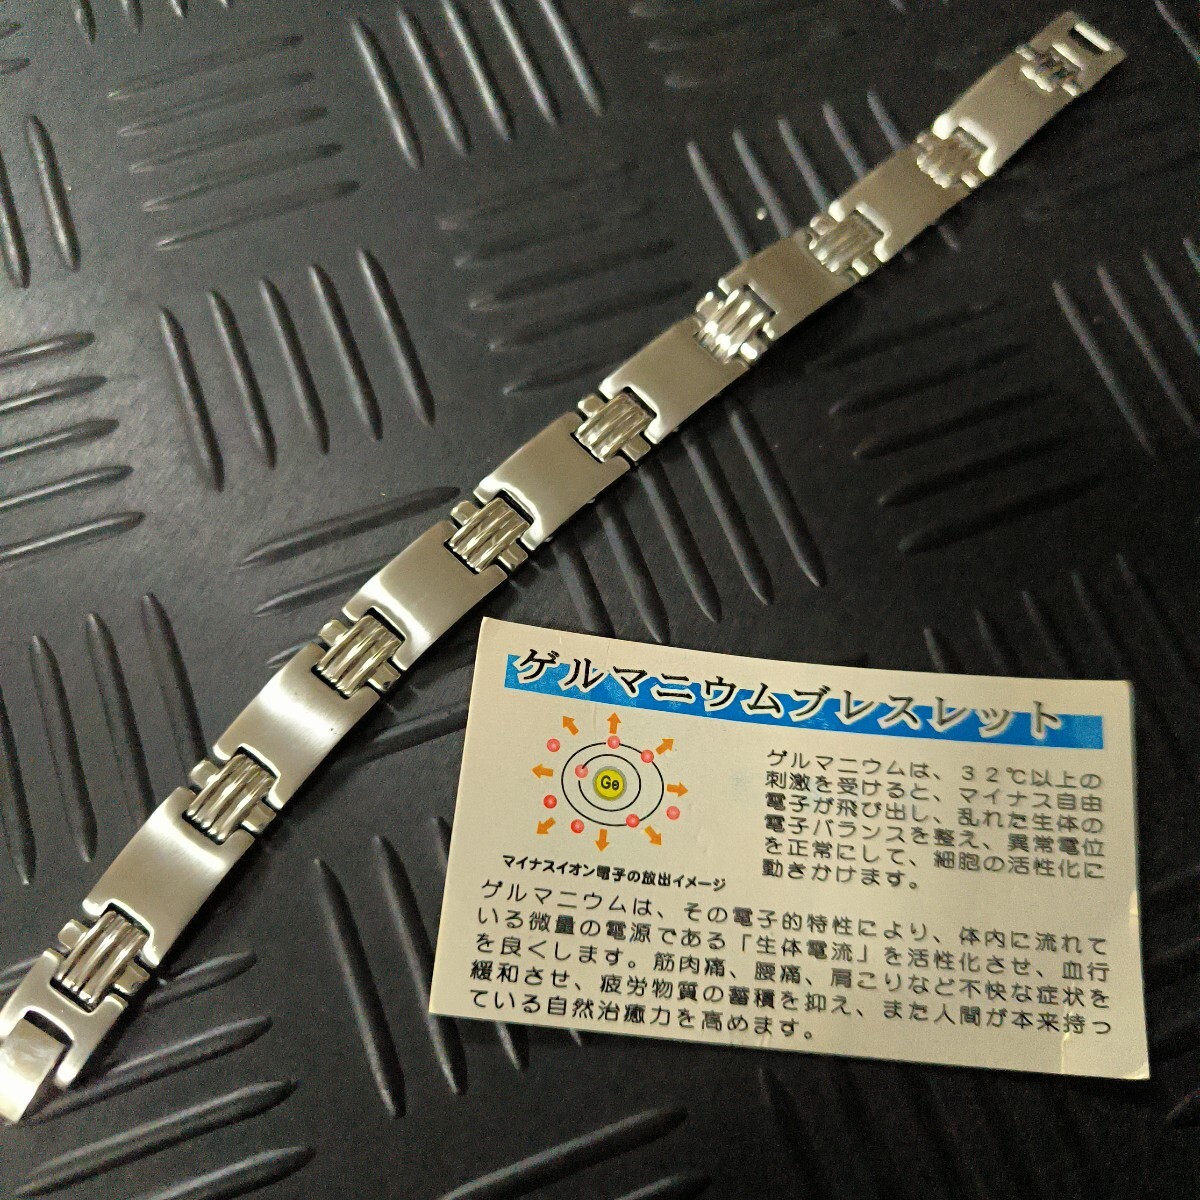 ゲルマニウムブレスレット
Ge
マイナスイオン電子の放出イメージ
ゲルマニウムは、３２℃以上の
刺激を受けると、マイナス自由
電子が飛び出し、乱れた生体の
電子バランスを整え、異常電位
を正常にして、細胞の活性化に
働きかけます。
ゲルマニウムは、その電子的特性により、体内に流れて
いる微量の電源である「生体電流」を活性化させ、血行
を良くします。筋肉痛、腰痛、肩こりなど不快な症状を
緩和させ、疲労物質の蓄積を抑え、また人間が本来持っ
ている自然治癒力を高めます。